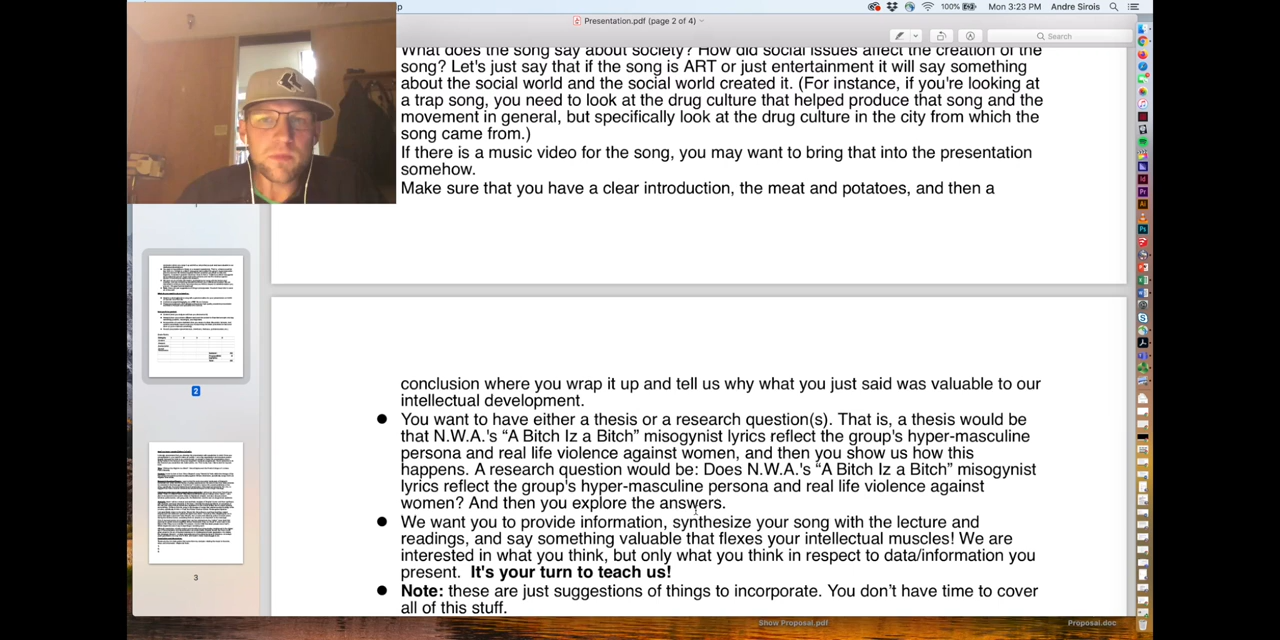 100%
Mon 3:23 PM
Andre Sirois
Presentation.pdf (page 2 of 4)
Search
What does the song say about society? How did social issues affect the creation of the
song? Let's just say that if the song is ART or just entertainment it will say something
about the social world and the social world created it. (For instance, if you're looking at
a trap song, you need to look at the drug culture that helped produce that song and the
movement in general, but specifically look at the drug culture in the city from which the
song came from.)
If there is a music video for the song, you may want to bring that into the presentation
somehow.
Make sure that you have a clear introduction, the meat and potatoes, and then a
2
conclusion where you wrap it up and tell us why what you just said was valuable to our
intellectual development.
● You want to have either a thesis or a research question(s). That is, a thesis would be
that N.W.A.'s “A Bitch Iz a Bitch” misogynist lyrics reflect the group's hyper-masculine
persona and real life violence against women, and then you show us how this
happens. A research question would be: Does N.W.A.'s “A Bitch Iz a Bitch” misogynist
lyrics reflect the group's hyper-masculine persona and real life violence against
women? And then you explore the answers.
● We want you to provide information, synthesize your song with the lecture and
readings, and say something valuable that flexes your intellectual muscles! We are
interested in what you think, but only what you think in respect to data/information you
present. It's your turn to teach us!
● Note: these are just suggestions of things to incorporate. You don't have time to cover
all of this stuff.
3
Show Proposal.pdf
Proposal.doc